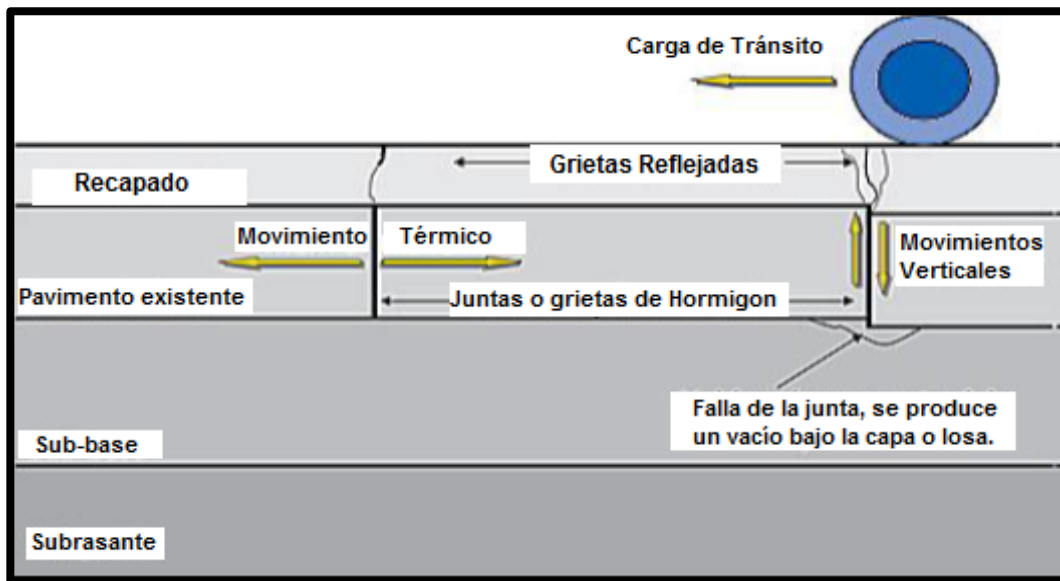 Carga de Tránsito
Grietas Reflejadas
Recapado
Movimiento Térmico
Movimientos
Verticales
Pavimento existente
Juntas o grietas de Hormigon
Falla de la junta, se produce
un vacío bajo la capa o losa.
Sub-base
Subrasante